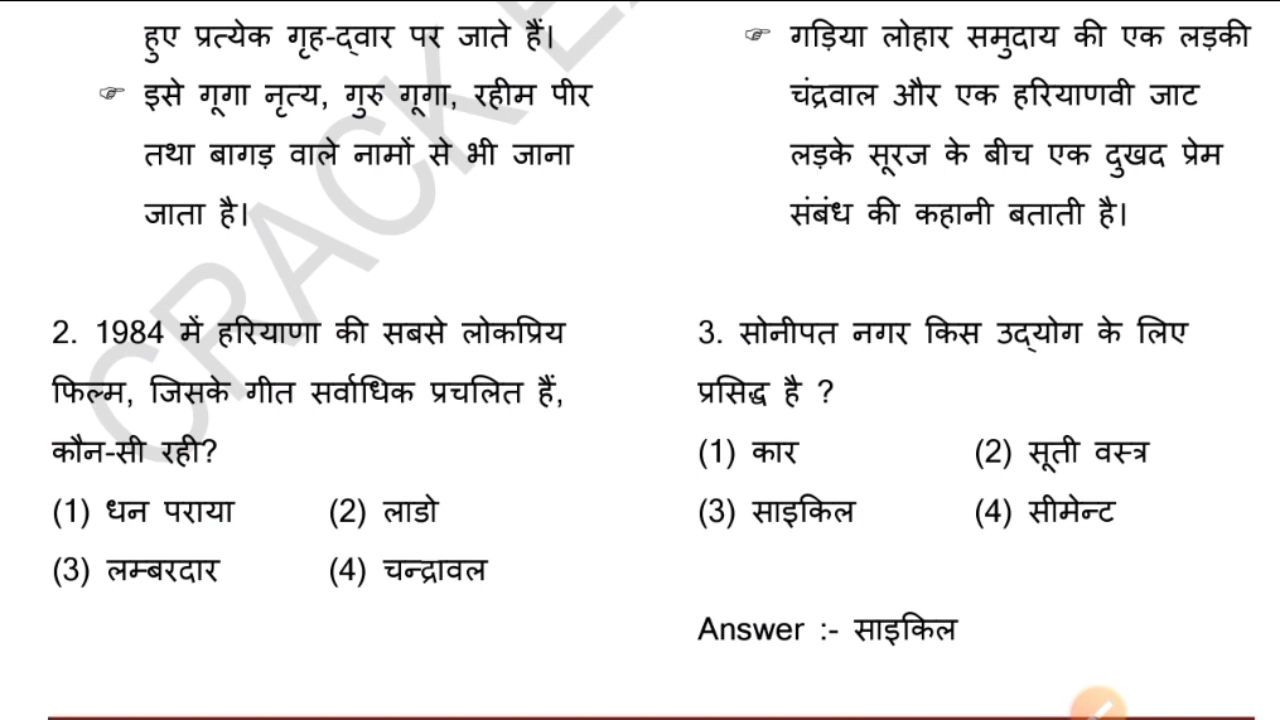 हुए प्रत्येक गृह-द्वार पर जाते हैं।
☞ इसे गूगा नृत्य, गुरु गूगा, रहीम पीर
तथा बागड़ वाले नामों से भी जाना
जाता है।
2. 1984 में हरियाणा की सबसे लोकप्रिय
फिल्म, जिसके गीत सर्वाधिक प्रचलित हैं,
कौन-सी रही?
(1) धन पराया (2) लाडो
(3) लम्बरदार (4) चन्द्रावल
☞ गड़िया लोहार समुदाय की एक लड़की
चंद्रवाल और एक हरियाणवी जाट
लड़के सूरज के बीच एक दुखद प्रेम
संबंध की कहानी बताती है।
3. सोनीपत नगर किस उद्योग के लिए
प्रसिद्ध है ?
(1) कार (2) सूती वस्त्र
(3) साइकिल (4) सीमेन्ट
Answer :- साइकिल
CRACK